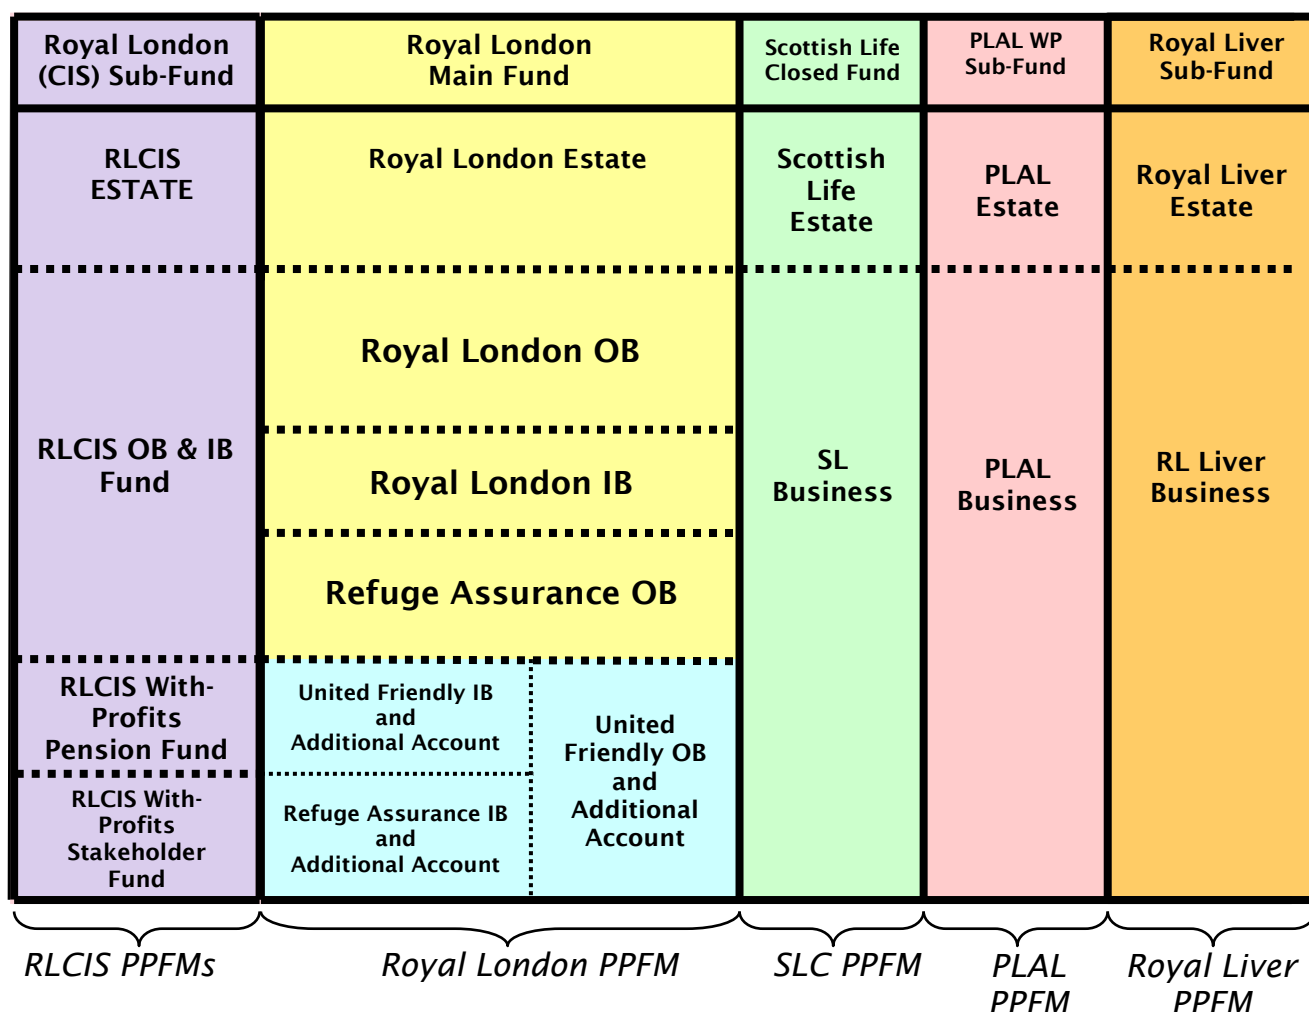 Royal London
(CIS) Sub-Fund
Royal London
Main Fund
Scottish Life
Closed Fund
PLAL WP
Sub-Fund
Royal Liver
Sub-Fund
RLCIS
ESTATE
Royal London Estate
Scottish
Life
Estate
PLAL
Estate
Royal Liver
Estate
RLCIS OB & IB
Fund
Royal London OB
Royal London IB
Refuge Assurance OB
SL
Business
PLAL
Business
RL Liver
Business
RLCIS With-
Profits
Pension Fund
RLCIS With-
Profits
Stakeholder
Fund
United Friendly IB
and
Additional Account
Refuge Assurance IB
and
Additional Account
United
Friendly OB
and
Additional
Account
RLCIS PPFMs
Royal London PPFM
SLC PPFM
PLAL
PPFM
Royal Liver
PPFM